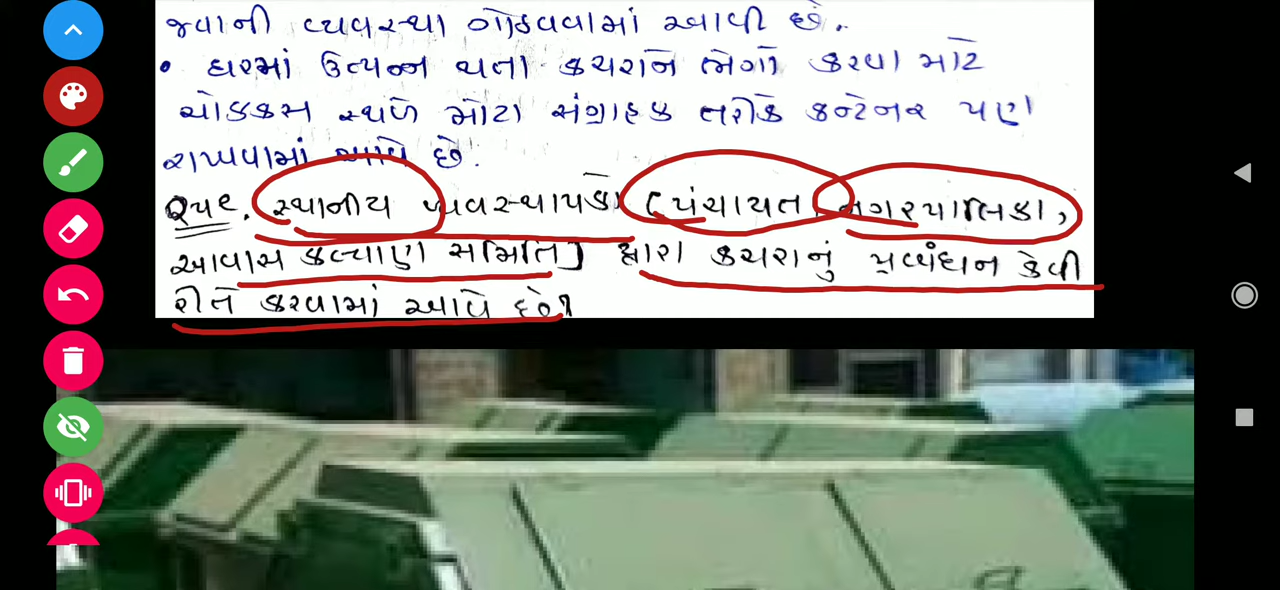 જવાની વ્યવસ્થા ગોઠવવામાં આવી છે.
• ઘરમાં ઉત્પન્ન થતા કચરાને ભેગો કરવા માટે
ચોક્કસ સ્થળે મોટા સંગ્રાહક તરીકે કન્ટેનર પણ
રાખવામાં આવે છે.
૨૫૯. સ્થાનીય વ્યવસ્થાપકો (પંચાયત, નગરપાલિકા,
આવાસ કલ્યાણ સમિતિ] દ્વારા કચરાનું પ્રબંધન કેવી
રીતે કરવામાં આવે છે?